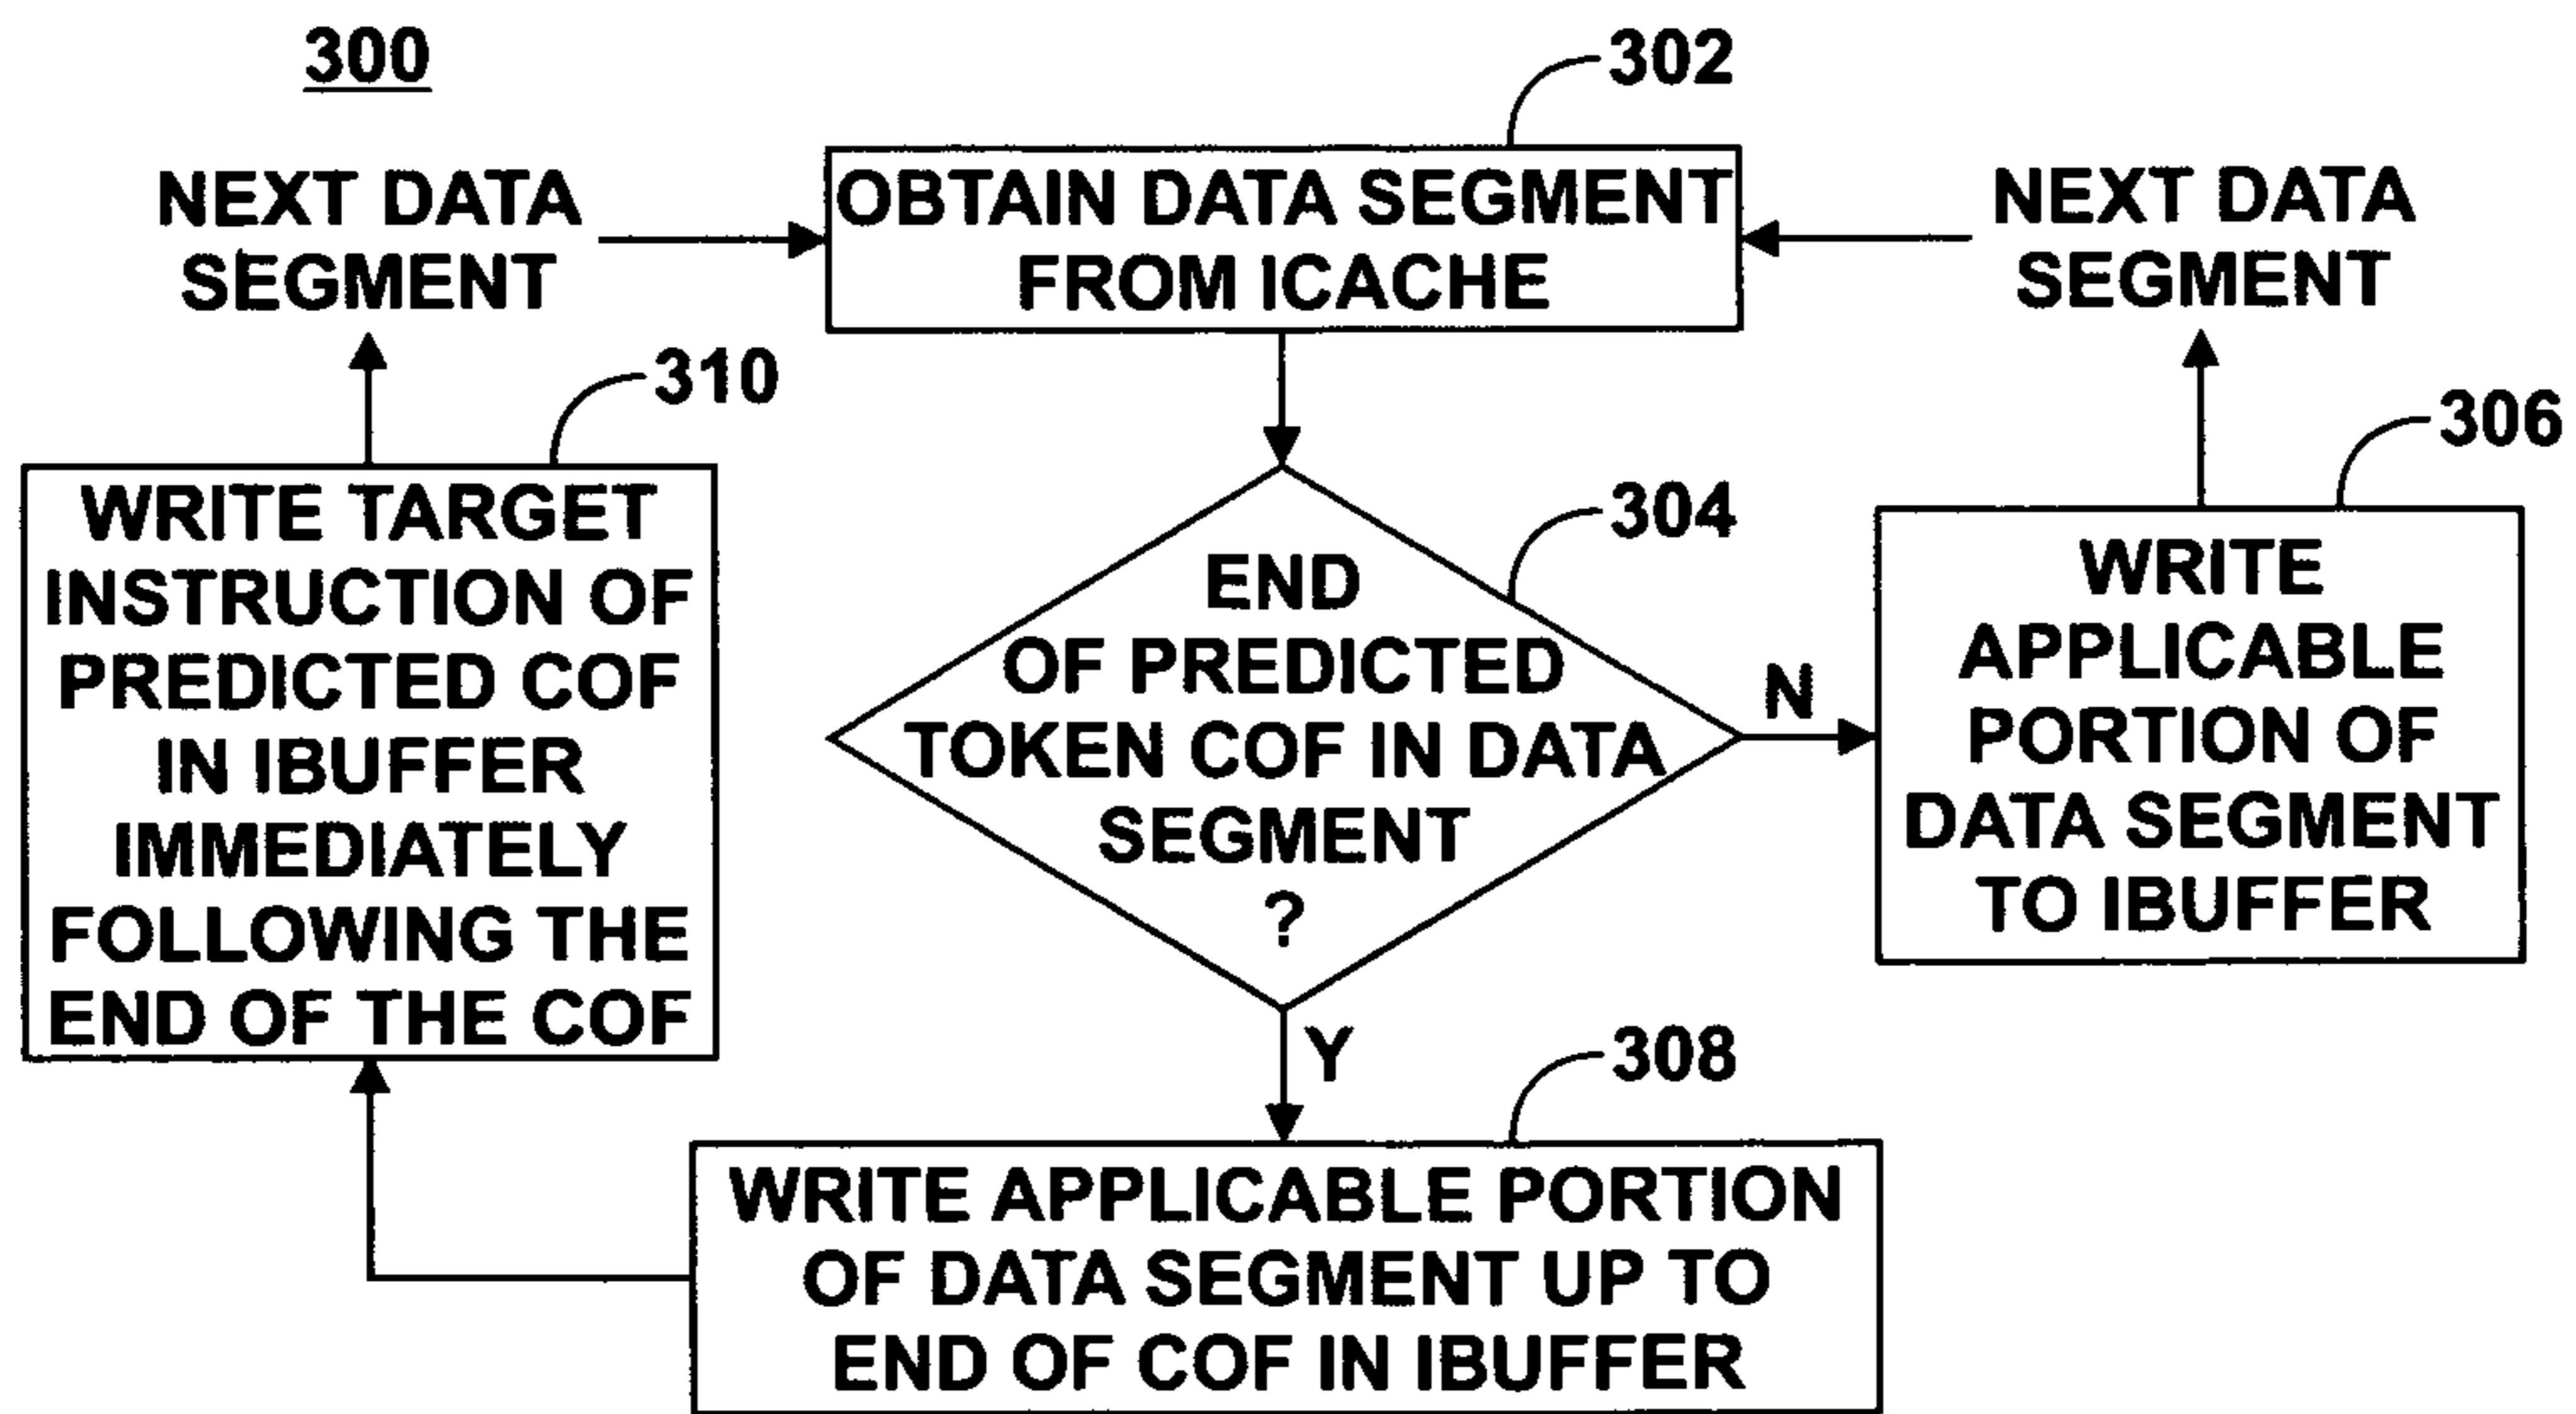 300
302
OBTAIN DATA SEGMENT
FROM ICACHE
NEXT DATA
SEGMENT
NEXT DATA
SEGMENT
310
WRITE TARGET
INSTRUCTION OF
PREDICTED COF
IN IBUFFER
IMMEDIATELY
FOLLOWING THE
END OF THE COF
304
END
OF PREDICTED
TOKEN COF IN DATA
SEGMENT
?
N
Y
306
WRITE
APPLICABLE
PORTION OF
DATA SEGMENT
TO IBUFFER
308
WRITE APPLICABLE PORTION
OF DATA SEGMENT UP TO
END OF COF IN IBUFFER